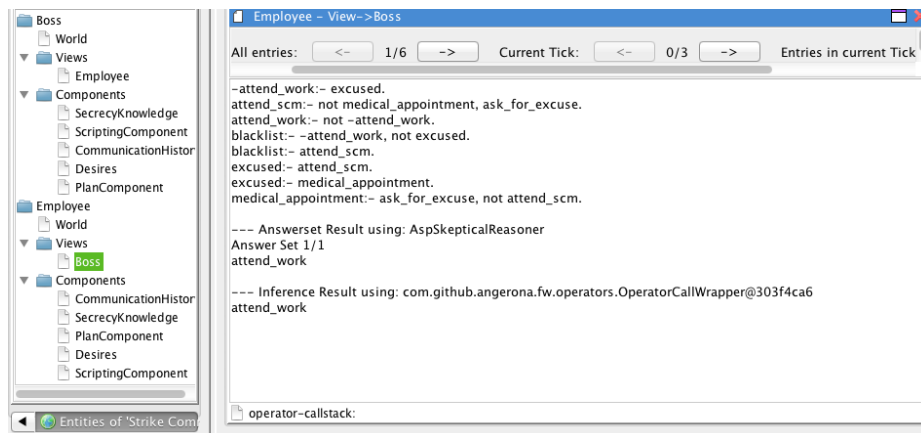 Boss
World
Views
Employee
Components
SecrecyKnowledge
ScriptingComponent
CommunicationHistor
Desires
PlanComponent
Employee
World
Views
Boss
Components
CommunicationHistor
SecrecyKnowledge
PlanComponent
Desires
ScriptingComponent
Entities of 'Strike Com
Employee - View->Boss
All entries: <- 1/6 -> Current Tick: <- 0/3 -> Entries in current Tick
-attend_work:- excused.
attend_scm:- not medical_appointment, ask_for_excuse.
attend_work:- not -attend_work.
blacklist:- -attend_work, not excused.
blacklist:- attend_scm.
excused:- attend_scm.
excused:- medical_appointment.
medical_appointment:- ask_for_excuse, not attend_scm.
--- Answerset Result using: AspSkepticalReasoner
Answer Set 1/1
attend_work
--- Inference Result using: com.github.angerona.fw.operators.OperatorCallWrapper@303f4ca6
attend_work
operator-callstack: